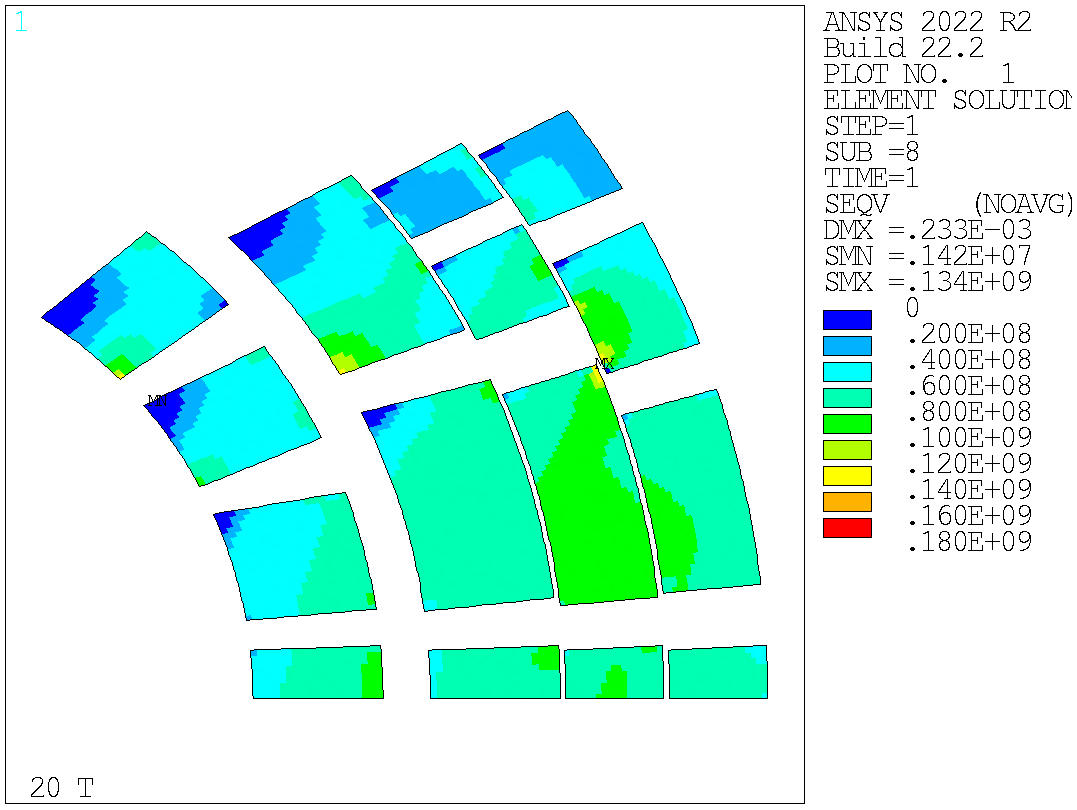 1
ANSYS 2022 R2
Build 22.2
PLOT NO. 1
ELEMENT SOLUTION
STEP=1
SUB =8
TIME=1
SEQV (NOAVG)
DMX =.233E-03
SMN =.142E+07
SMX =.134E+09
0
.200E+08
.400E+08
.600E+08
.800E+08
.100E+09
.120E+09
.140E+09
.160E+09
.180E+09
MX
MN
20 T